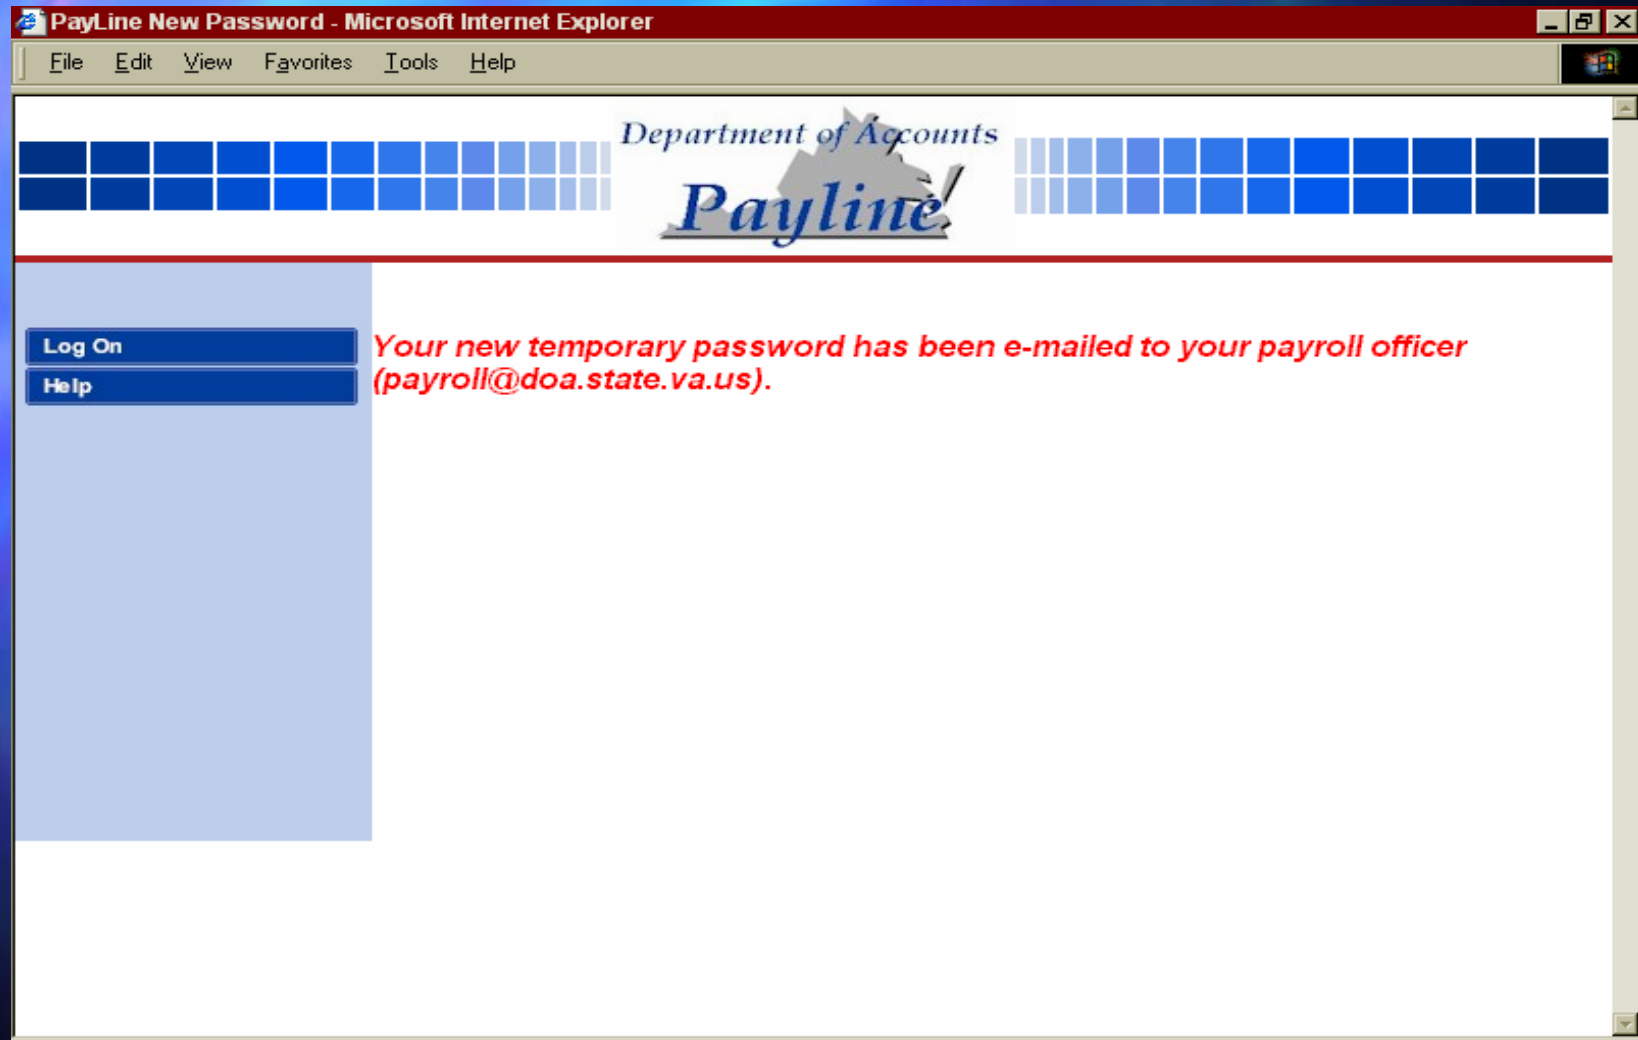 PayLine New Password - Microsoft Internet Explorer
File Edit View Favorites Tools Help
Department of Accounts
Payline
Log On
Help
Your new temporary password has been e-mailed to your payroll officer
(payroll@doa.state.va.us).